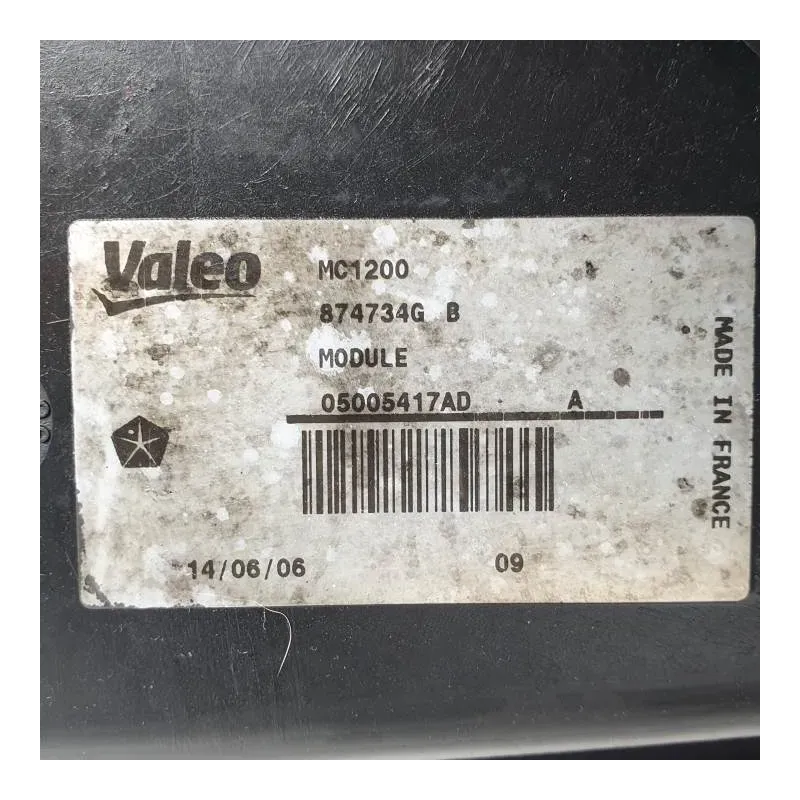 Valeo
MC1200
874734G B
MODULE
05005417AD A
14/06/06 09
MADE IN FRANCE